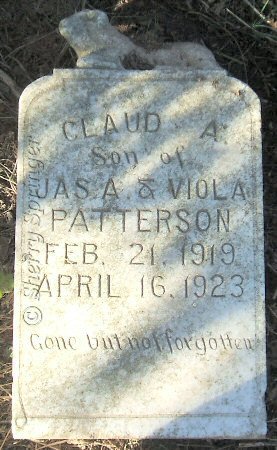 CLAUD A.
Son of
JAS. A. & VIOLA
PATTERSON
FEB. 21, 1919
APRIL 16, 1923
Gone but not forgotten
© Sherry Springer